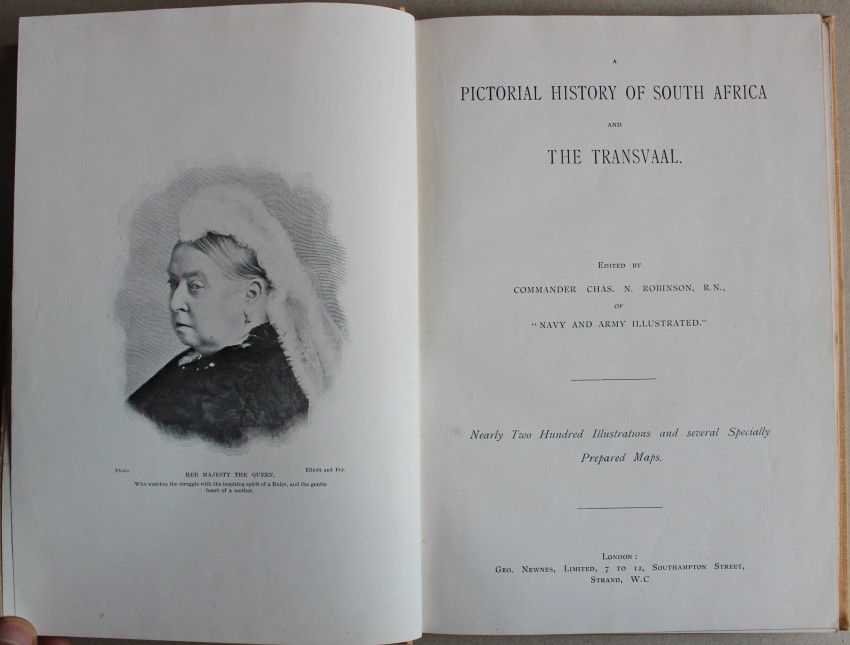 Photo
Elliott and Fry.
HER MAJESTY THE QUEEN,
Who watches the struggle with the inspiring spirit of a Ruler, and the gentle
heart of a mother.
A
PICTORIAL HISTORY OF SOUTH AFRICA
AND
THE TRANSVAAL.
EDITED BY
COMMANDER CHAS. N. ROBINSON, R.N.,
OF
"NAVY AND ARMY ILLUSTRATED."
Nearly Two Hundred Illustrations and several Specially
Prepared Maps.
LONDON:
GEO. NEWNES, LIMITED, 7 TO 12, SOUTHAMPTON STREET,
STRAND, W.C